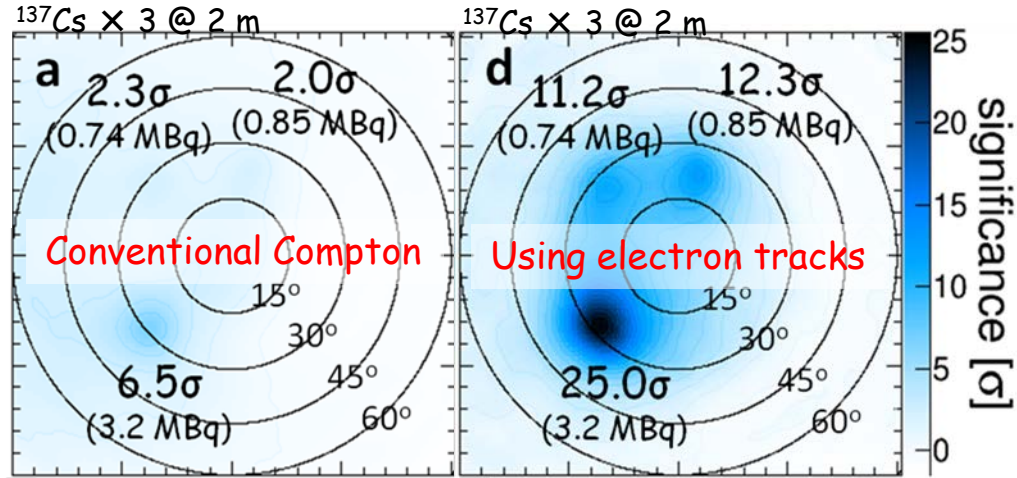 ¹³⁷Cs × 3 @ 2 m
a
2.3σ
(0.74 MBq)
2.0σ
(0.85 MBq)
Conventional Compton
15°
30°
45°
60°
6.5σ
(3.2 MBq)
¹³⁷Cs × 3 @ 2 m
d
11.2σ
(0.74 MBq)
12.3σ
(0.85 MBq)
Using electron tracks
15°
30°
45°
60°
25.0σ
(3.2 MBq)
25
20
15
10
5
0
significance [σ]